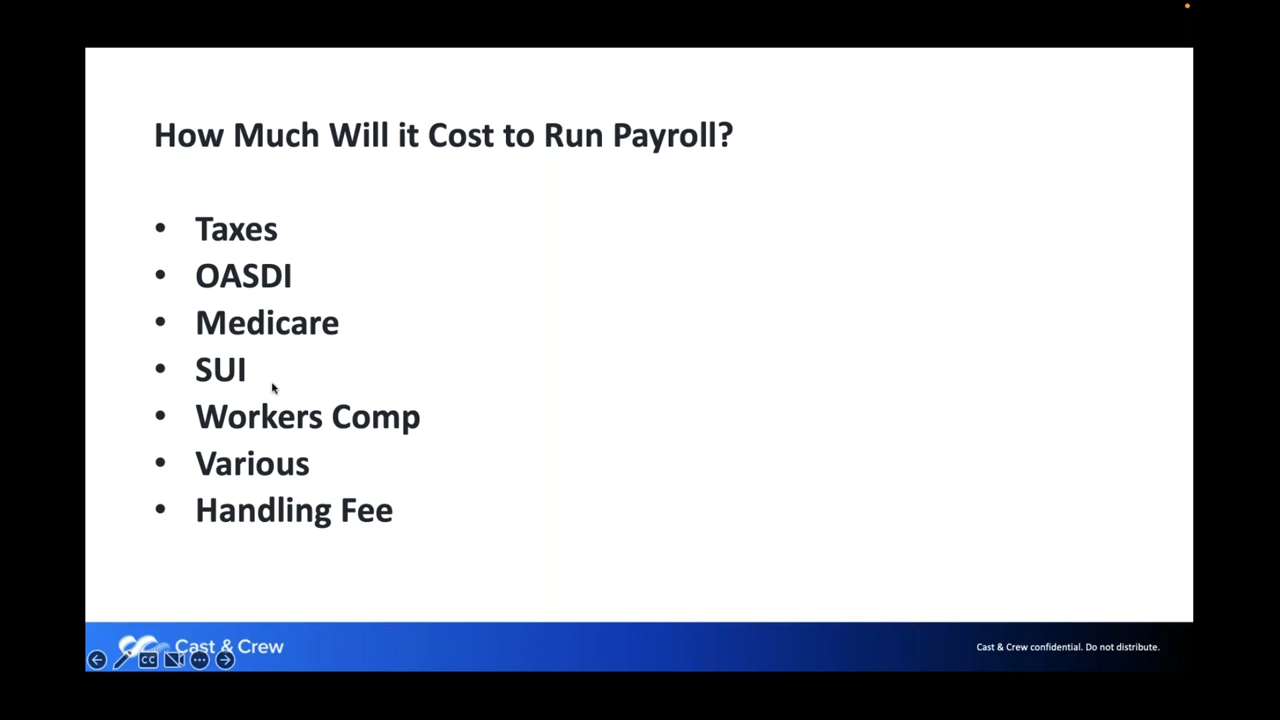 How Much Will it Cost to Run Payroll?
• Taxes
• OASDI
• Medicare
• SUI
• Workers Comp
• Various
• Handling Fee
Cast & Crew
Cast & Crew confidential. Do not distribute.
CC